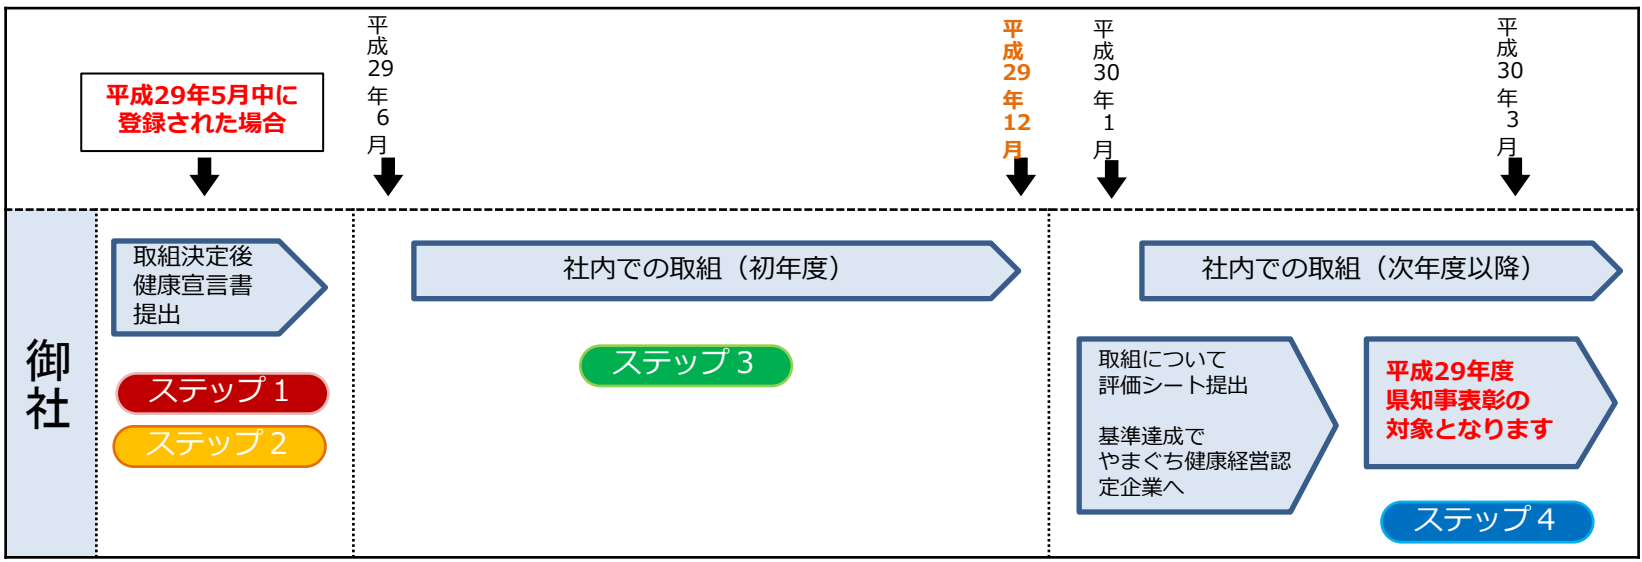 平成29年5月中に
登録された場合
平成29年6月
平成29年12月
平成30年1月
平成30年3月
御社
取組決定後
健康宣言書
提出
社内での取組（初年度）
社内での取組（次年度以降）
ステップ１
ステップ２
ステップ３
取組について
評価シート提出
基準達成で
やまぐち健康経営認
定企業へ
平成29年度
県知事表彰の
対象となります
ステップ４